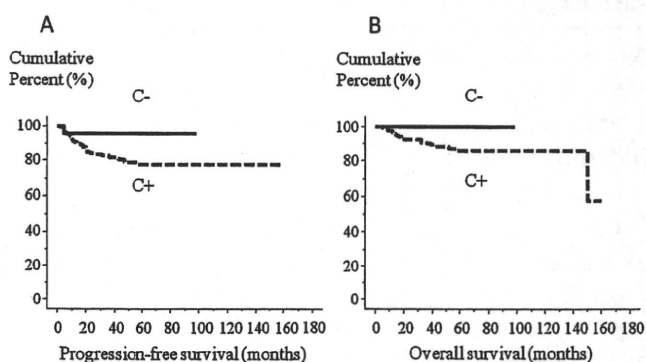 A
Cumulative
Percent (%)
C-
C+
100
80
60
40
20
0
0 20 40 60 80 100 120 140 160 180
Progression-free survival (months)
B
Cumulative
Percent (%)
C-
C+
100
80
60
40
20
0
0 20 40 60 80 100 120 140 160 180
Overall survival (months)